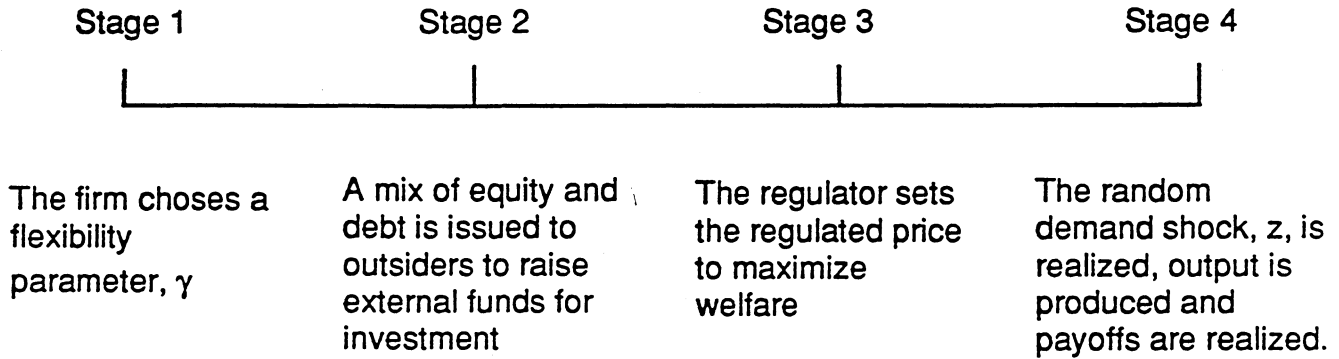 Stage 1
Stage 2
Stage 3
Stage 4
The firm choses a
flexibility
parameter, γ
A mix of equity and
debt is issued to
outsiders to raise
external funds for
investment
The regulator sets
the regulated price
to maximize
welfare
The random
demand shock, z, is
realized, output is
produced and
payoffs are realized.